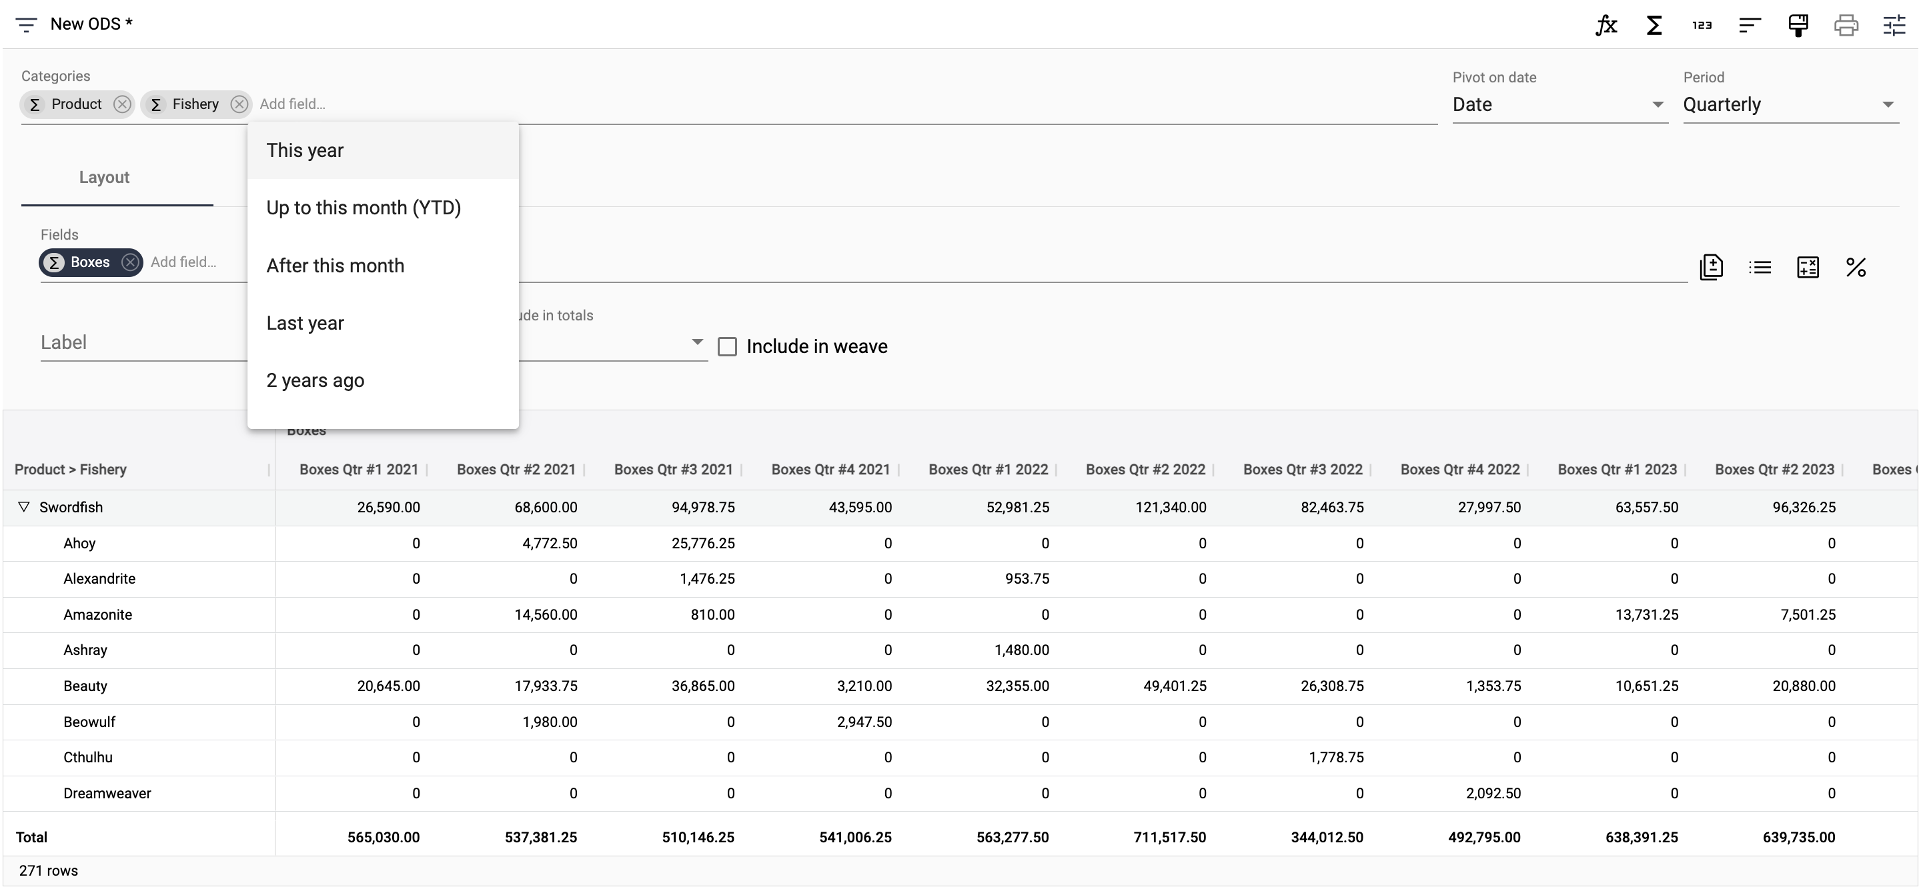 New ODS *
123
Categories
Σ Product Σ Fishery Add field...
Pivot on date
Date
Period
Quarterly
This year
Up to this month (YTD)
After this month
Last year
2 years ago
Layout
Fields
Σ Boxes Add field...
Label
ude in totals
Include in weave
Boxes
Product > Fishery Boxes Qtr #1 2021 Boxes Qtr #2 2021 Boxes Qtr #3 2021 Boxes Qtr #4 2021 Boxes Qtr #1 2022 Boxes Qtr #2 2022 Boxes Qtr #3 2022 Boxes Qtr #4 2022 Boxes Qtr #1 2023 Boxes Qtr #2 2023 Boxes
Swordfish 26,590.00 68,600.00 94,978.75 43,595.00 52,981.25 121,340.00 82,463.75 27,997.50 63,557.50 96,326.25
Ahoy 0 4,772.50 25,776.25 0 0 0 0 0 0 0
Alexandrite 0 0 1,476.25 0 953.75 0 0 0 0 0
Amazonite 0 14,560.00 810.00 0 0 0 0 0 13,731.25 7,501.25
Ashray 0 0 0 0 1,480.00 0 0 0 0 0
Beauty 20,645.00 17,933.75 36,865.00 3,210.00 32,355.00 49,401.25 26,308.75 1,353.75 10,651.25 20,880.00
Beowulf 0 1,980.00 0 2,947.50 0 0 0 0 0 0
Cthulhu 0 0 0 0 0 0 1,778.75 0 0 0
Dreamweaver 0 0 0 0 0 0 0 2,092.50 0 0
Total 565,030.00 537,381.25 510,146.25 541,006.25 563,277.50 711,517.50 344,012.50 492,795.00 638,391.25 639,735.00
271 rows